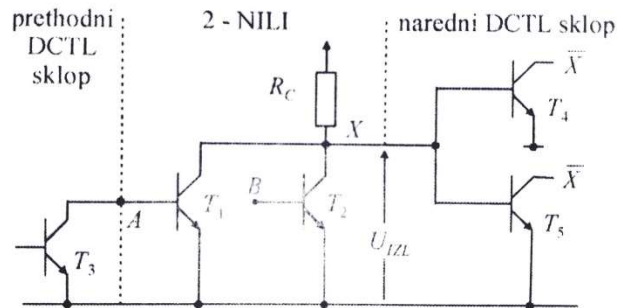 prethodni
DCTL
sklop
2 - NILI
naredni DCTL sklop
R_C
X
X̅
T_4
A
T_1
B
T_2
X̅
T_5
T_3
U_IZL